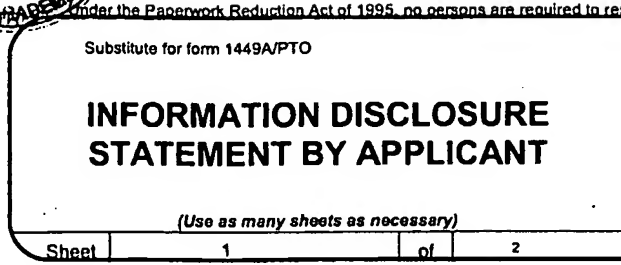 Under the Paperwork Reduction Act of 1995, no persons are required to
Substitute for form 1449A/PTO
INFORMATION DISCLOSURE
STATEMENT BY APPLICANT
(Use as many sheets as necessary)
Sheet 1 of 2